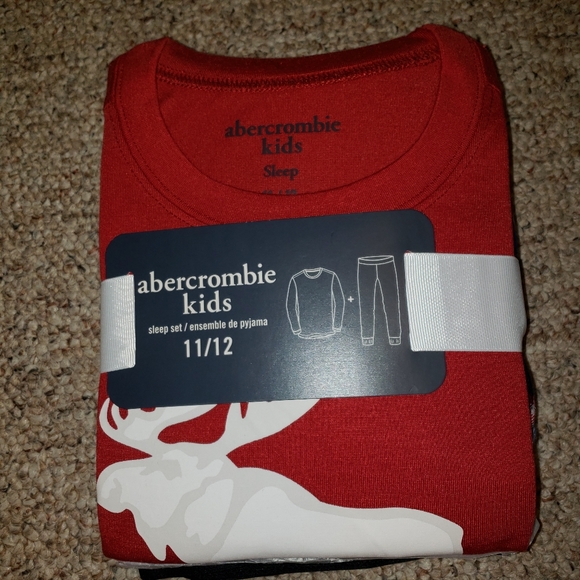 abercrombie
kids
Sleep
abercrombie
kids
sleep set / ensemble de pyjama
11/12
+